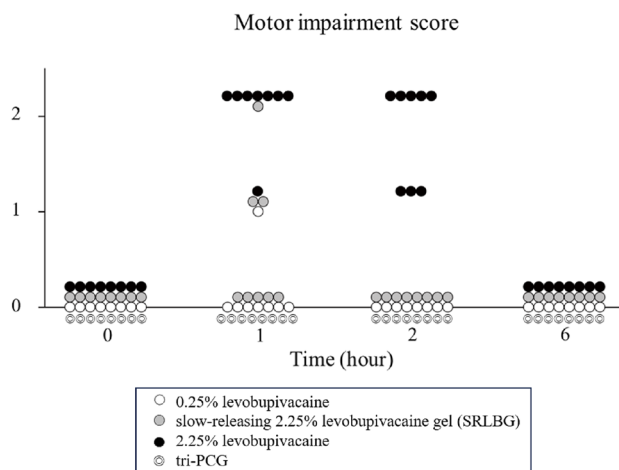 Motor impairment score
2
1
0
0 1 2 6
Time (hour)
0.25% levobupivacaine
slow-releasing 2.25% levobupivacaine gel (SRLBG)
2.25% levobupivacaine
tri-PCG